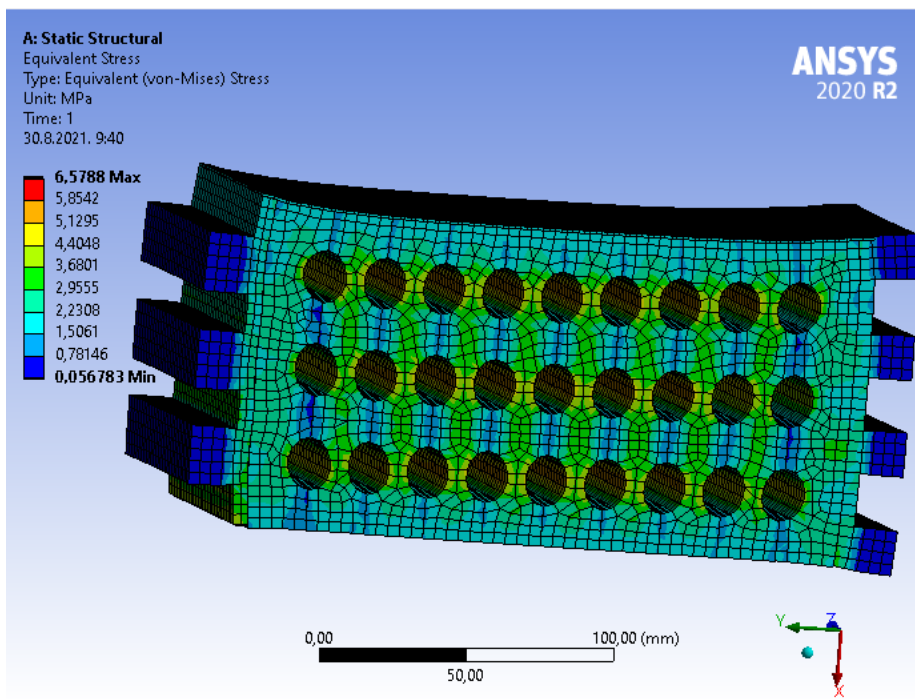 A: Static Structural
Equivalent Stress
Type: Equivalent (von-Mises) Stress
Unit: MPa
Time: 1
30.8.2021. 9:40
ANSYS
2020 R2
6,5788 Max
5,8542
5,1295
4,4048
3,6801
2,9555
2,2308
1,5061
0,78146
0,056783 Min
0,00
100,00 (mm)
50,00
Y
Z
X